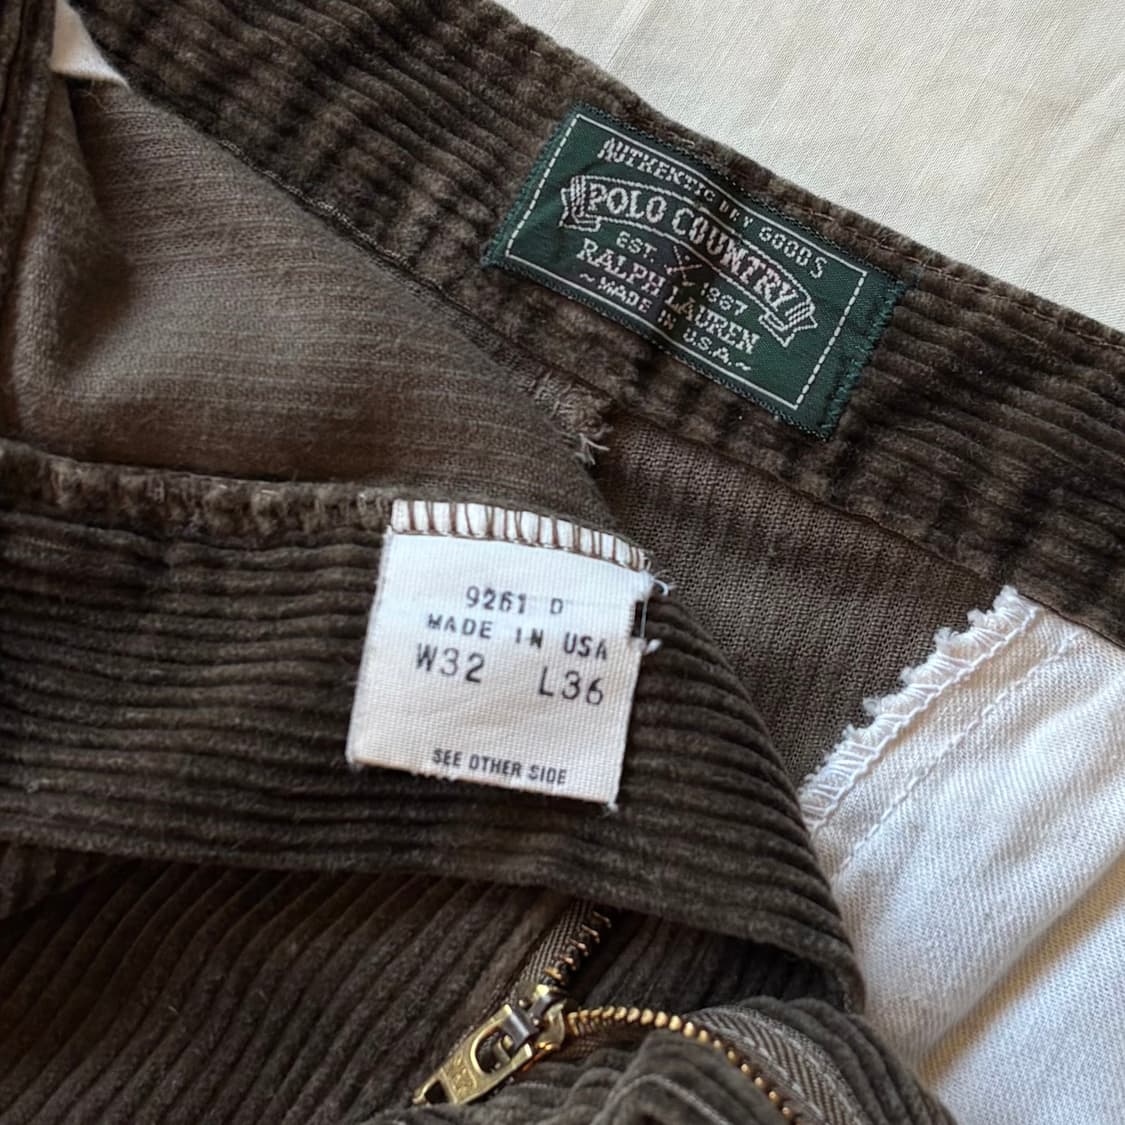 AUTHENTIC DRY GOODS
POLO COUNTRY
EST. 1967
RALPH LAUREN
~MADE IN U.S.A.~
9261 D
MADE IN USA
W32 L36
SEE OTHER SIDE